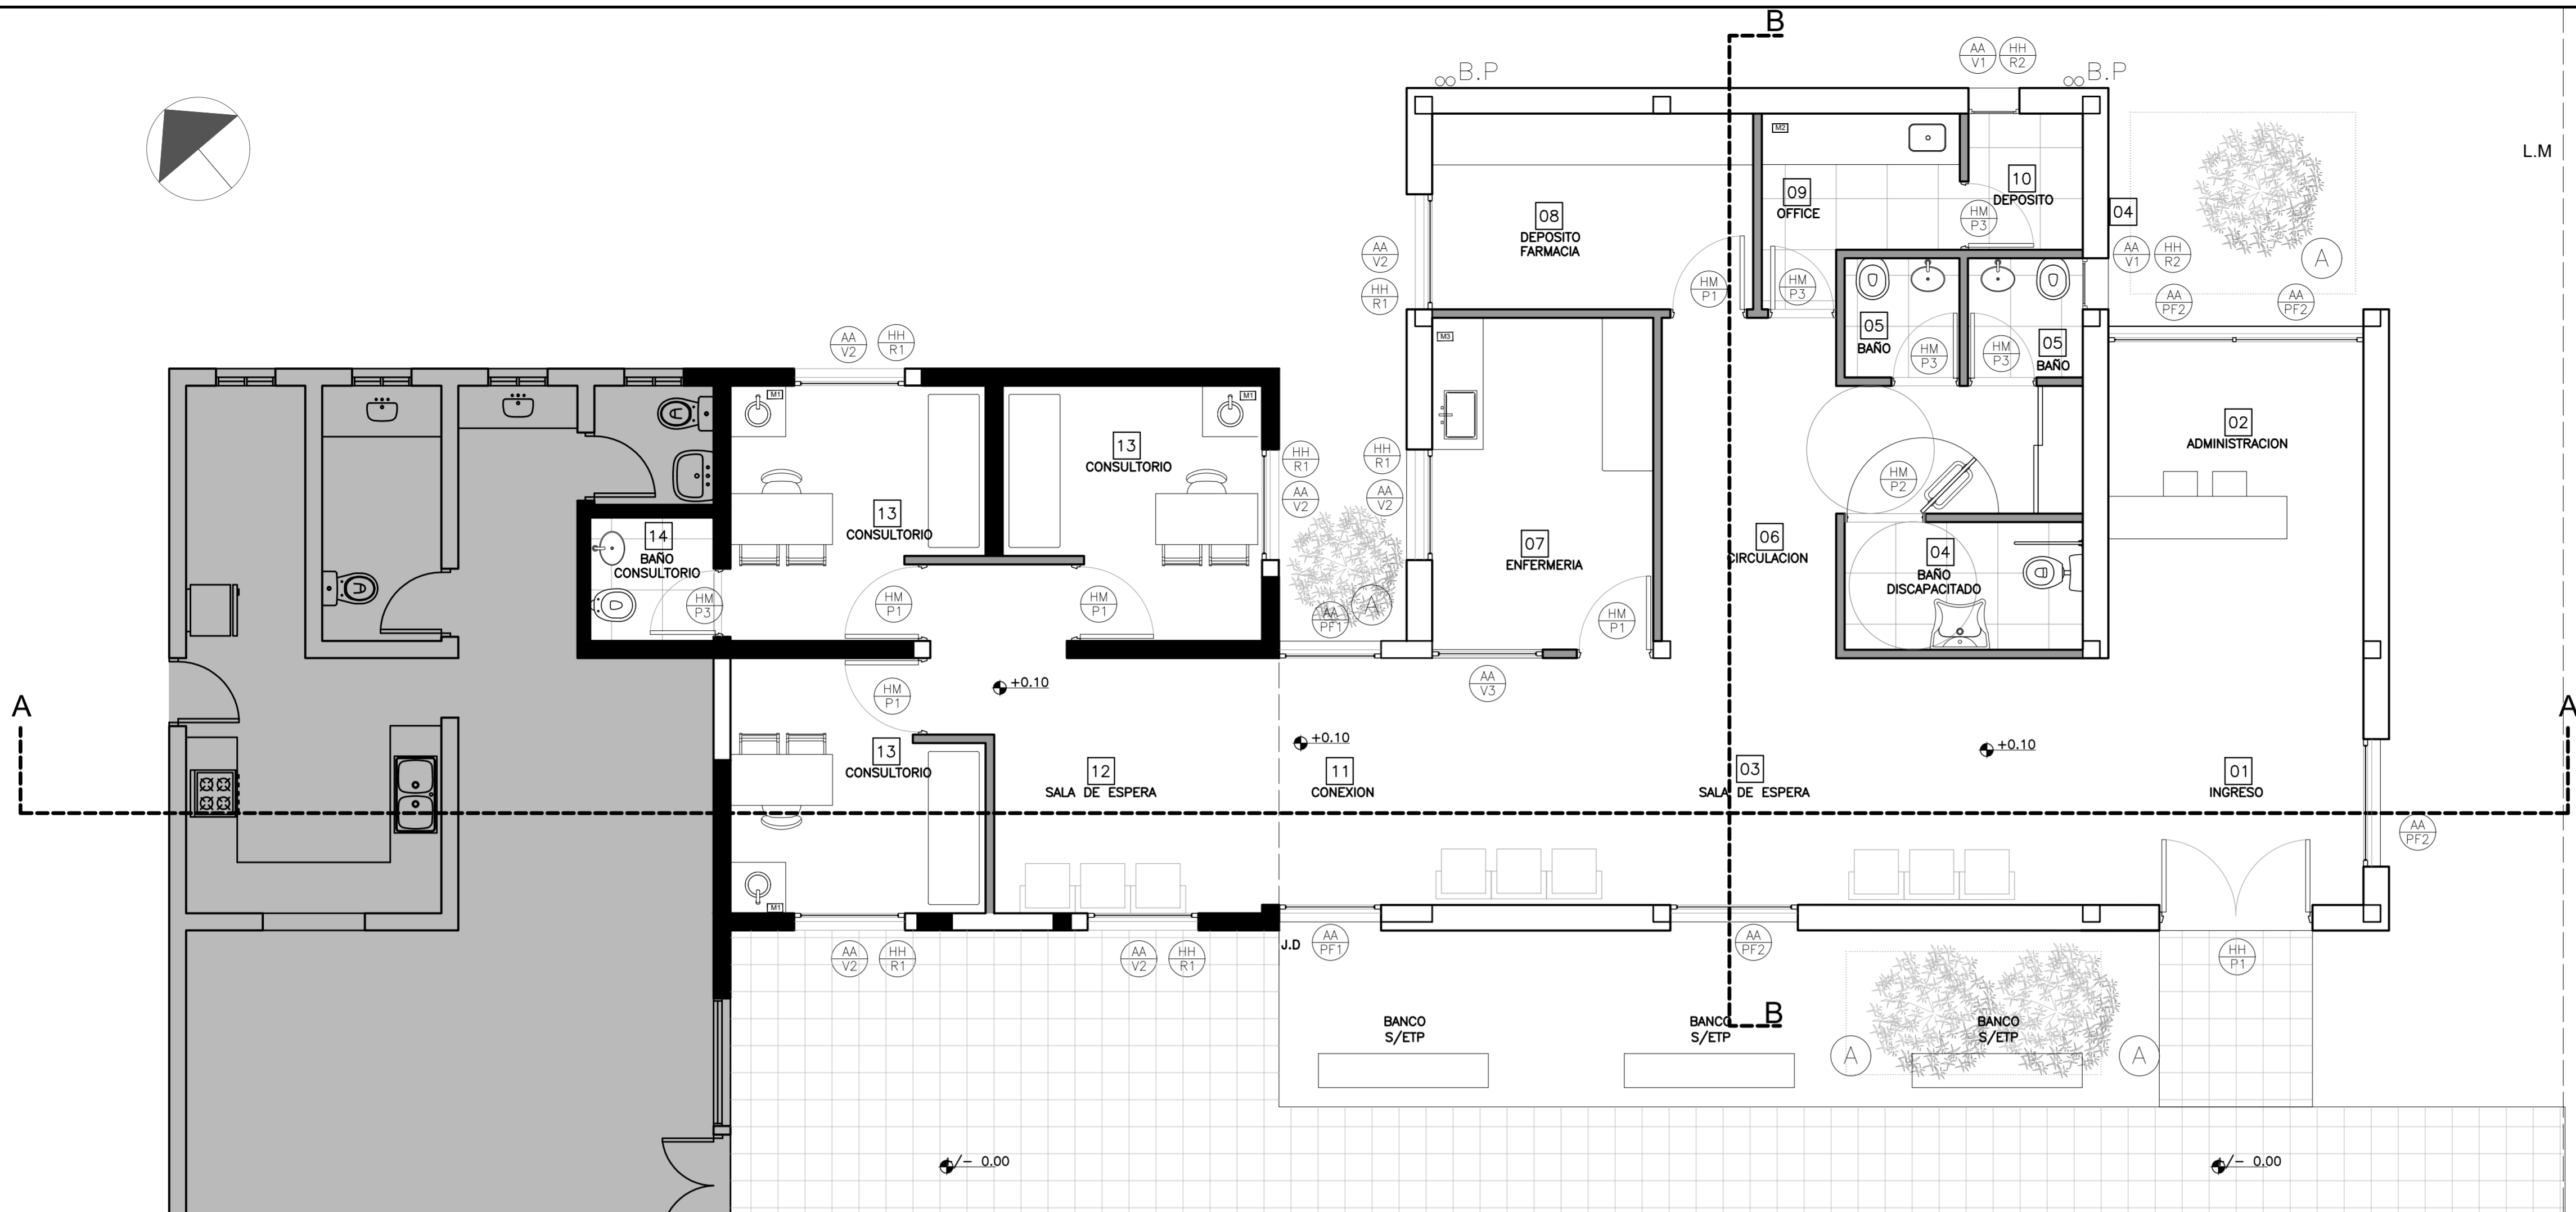 B
AA
V1
HH
R2
B.P
B.P
L.M
M2
10
DEPOSITO
09
OFFICE
08
DEPOSITO
FARMACIA
HM
P3
04
AA
V2
HH
R1
AA
V1
HH
R2
A
HM
P1
HM
P3
AA
PF2
AA
PF2
AA
V2
HH
R1
M3
05
BAÑO
HM
P3
HM
P3
05
BAÑO
M1
M1
02
ADMINISTRACION
13
CONSULTORIO
HH
R1
AA
V2
HH
R1
AA
V2
HM
P2
13
CONSULTORIO
14
BAÑO
CONSULTORIO
07
ENFERMERIA
06
CIRCULACION
04
BAÑO
DISCAPACITADO
HM
P3
HM
P1
HM
P1
AA
PF1
A
HM
P1
HM
P1
AA
V3
+0.10
A
A
+0.10
+0.10
13
CONSULTORIO
12
SALA DE ESPERA
11
CONEXION
03
SALA DE ESPERA
01
INGRESO
AA
PF2
M1
AA
V2
HH
R1
AA
V2
HH
R1
J.D
AA
PF1
AA
PF2
HH
P1
BANCO
S/ETP
BANCO
S/ETP
B
BANCO
S/ETP
A
A
+/- 0.00
+/- 0.00